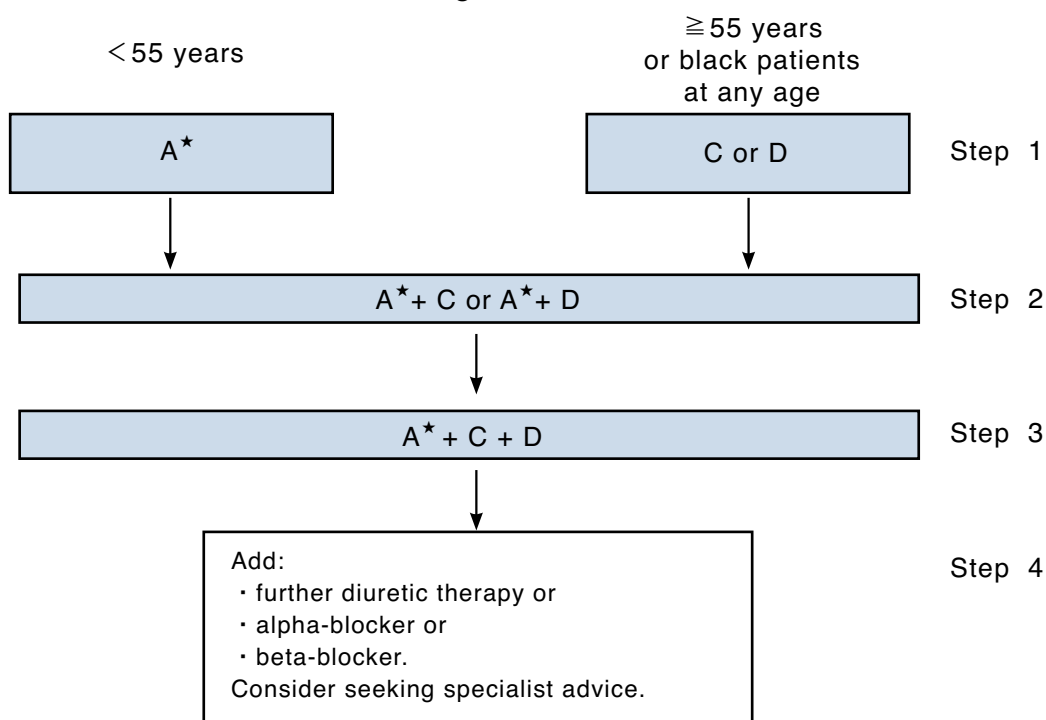 <55 years
≧55 years
or black patients
at any age
A★
C or D
Step 1
A★+ C or A★+ D
Step 2
A★ + C + D
Step 3
Add:
・further diuretic therapy or
・alpha-blocker or
・beta-blocker.
Consider seeking specialist advice.
Step 4